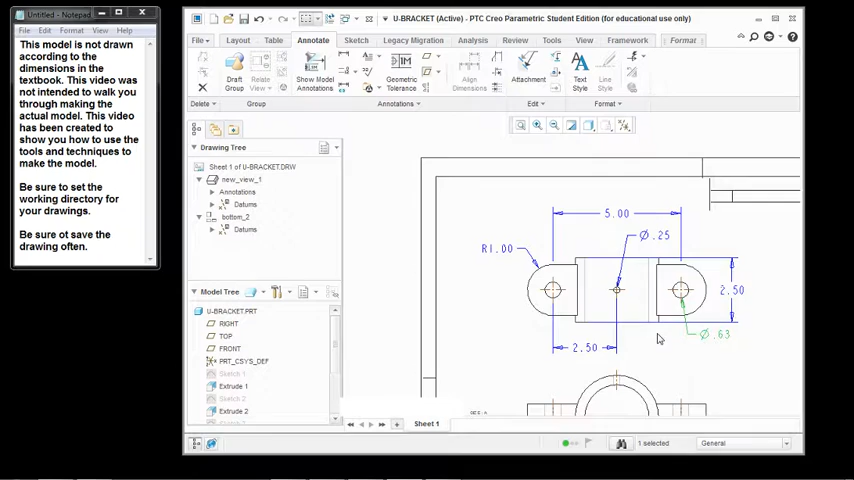 Untitled - Notepad
File Edit Format View
This model is not drawn
according to the
dimensions in the
textbook. This video was
not intended to walk you
through making the
actual model. This video
has been created to
show you how to use the
tools and techniques to
make the model.
Be sure to set the
working directory for
your drawings.
Be sure ot save the
drawing often.
U-BRACKET (Active) - PTC Creo Parametric Student Edition (for educational use only)
File Layout Table Annotate Sketch Legacy Migration Analysis Review Tools View Framework Format
Draft Group
Relate View
Show Model Annotations
Geometric Tolerance
Align Dimensions
Attachment
Text Style
Line Style
Delete Group Annotations Edit Format
Drawing Tree
Sheet 1 of U-BRACKET.DRW
new_view_1
Annotations
Datums
bottom_2
Datums
Model Tree
U-BRACKET.PRT
RIGHT
TOP
FRONT
PRT_CSYS_DEF
Sketch 1
Extrude 1
Sketch 2
Extrude 2
5.00
Ø.25
R1.00
2.50
Ø.63
2.50
Sheet 1
1 selected
General